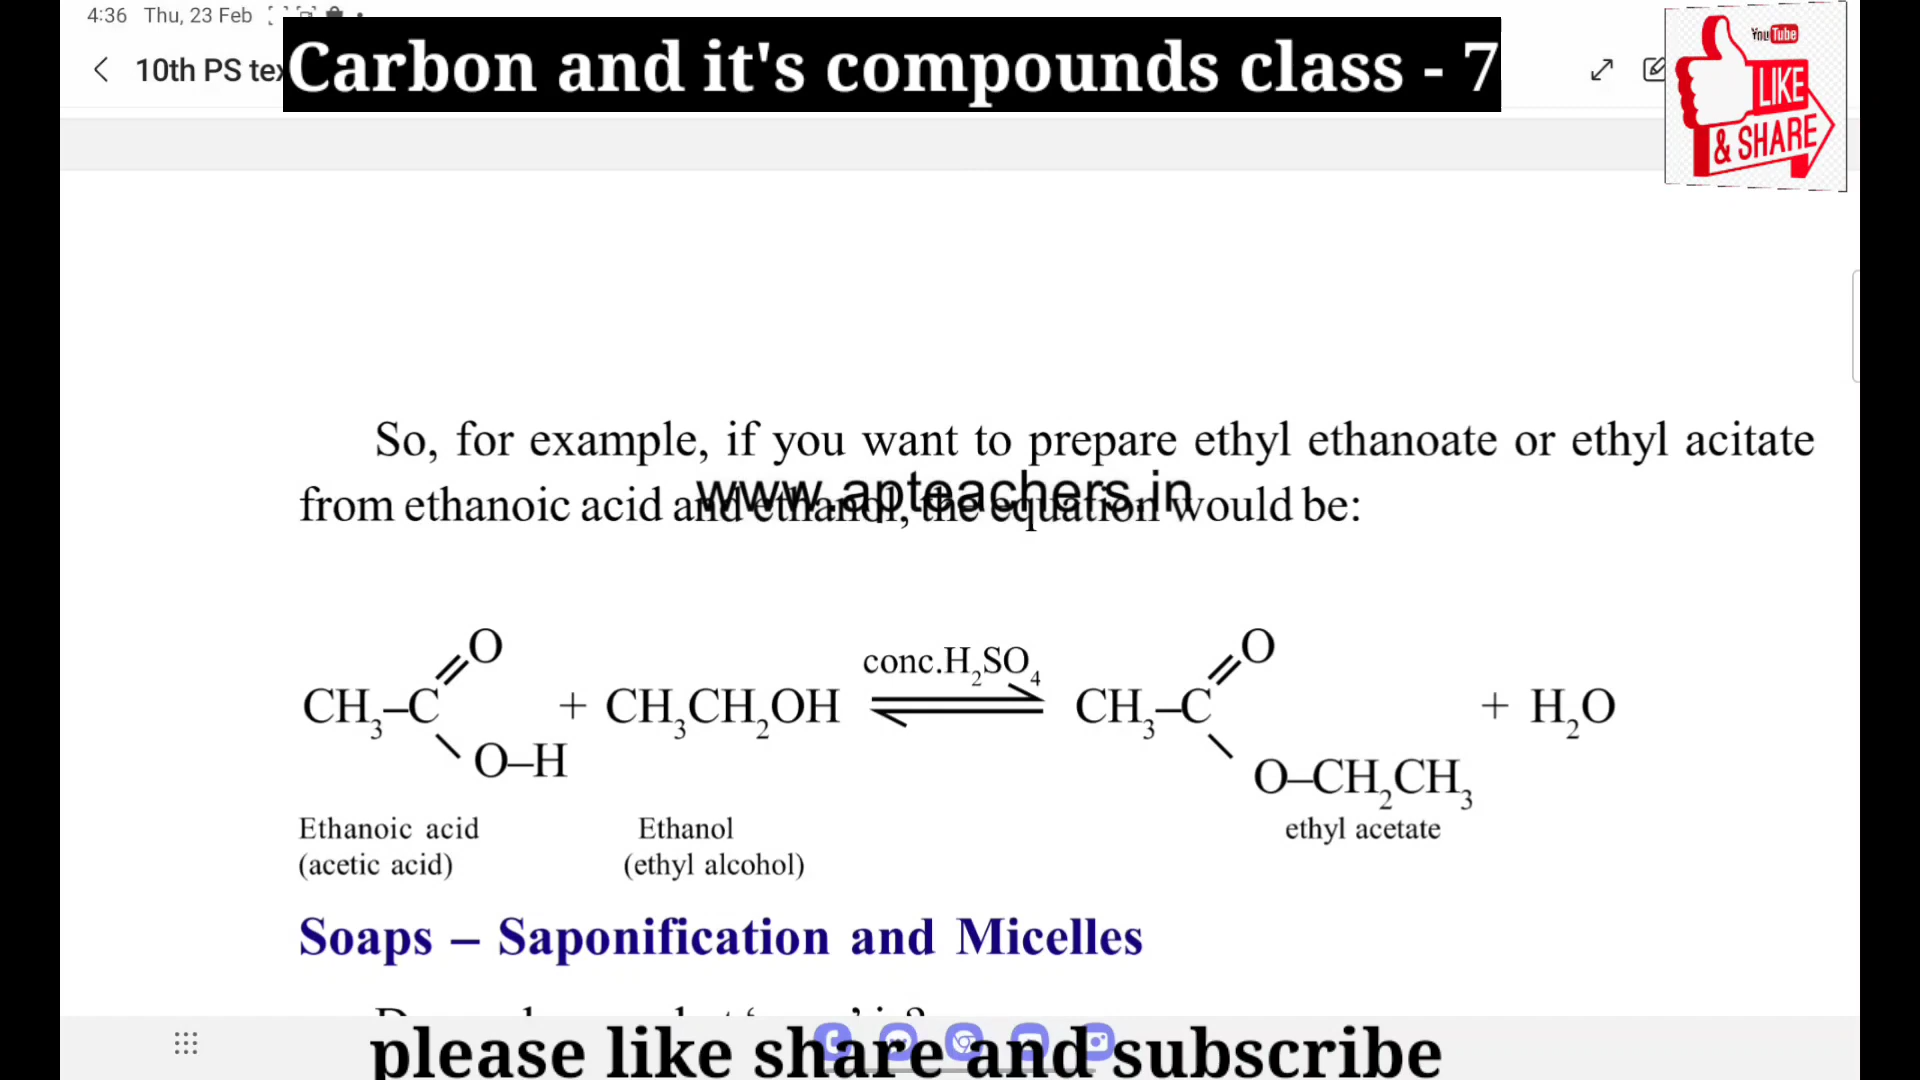 4:36 Thu, 23 Feb
10th PS tex
Carbon and it's compounds class - 7
You Tube
LIKE
& SHARE
So, for example, if you want to prepare ethyl ethanoate or ethyl acitate
www.apteachers.in
from ethanoic acid and ethanol, the equation would be:
O conc.H₂SO₄ O
CH₃–C + CH₃CH₂OH ⇌ CH₃–C + H₂O
O–H O–CH₂CH₃
Ethanoic acid Ethanol ethyl acetate
(acetic acid) (ethyl alcohol)
Soaps – Saponification and Micelles
please like share and subscribe